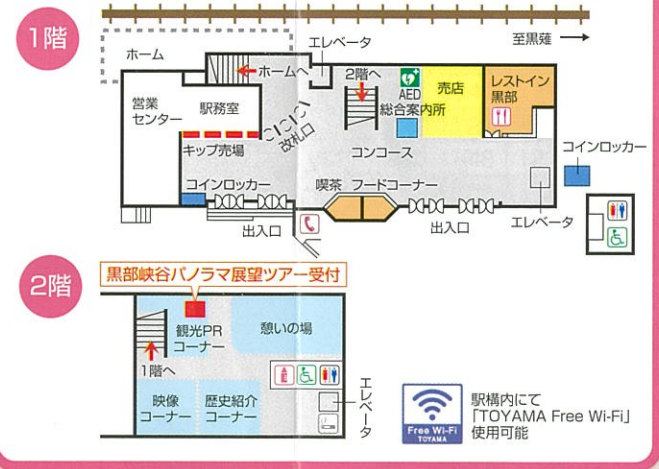 1階
ホーム
エレベータ
至黒薙
ホームへ
2階へ
AED
売店
レストイン
黒部
営業
センター
駅務室
総合案内所
改札口
キップ売場
コンコース
コインロッカー
コインロッカー
喫茶 フードコーナー
エレベータ
出入口
出入口
2階
黒部峡谷パノラマ展望ツアー受付
観光PR
コーナー
憩いの場
1階へ
映像
コーナー
歴史紹介
コーナー
エレベータ
Free Wi-Fi
TOYAMA
駅構内にて
「TOYAMA Free Wi-Fi」
使用可能